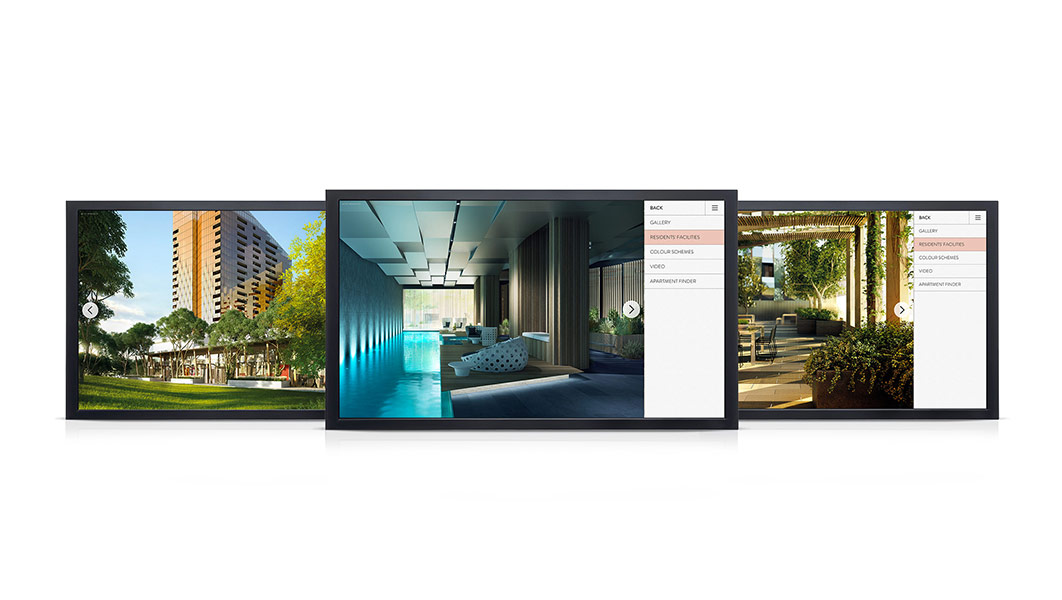 BACK
GALLERY
RESIDENTS' FACILITIES
COLOUR SCHEMES
VIDEO
APARTMENT FINDER
BACK
GALLERY
RESIDENTS' FACILITIES
COLOUR SCHEMES
VIDEO
APARTMENT FINDER